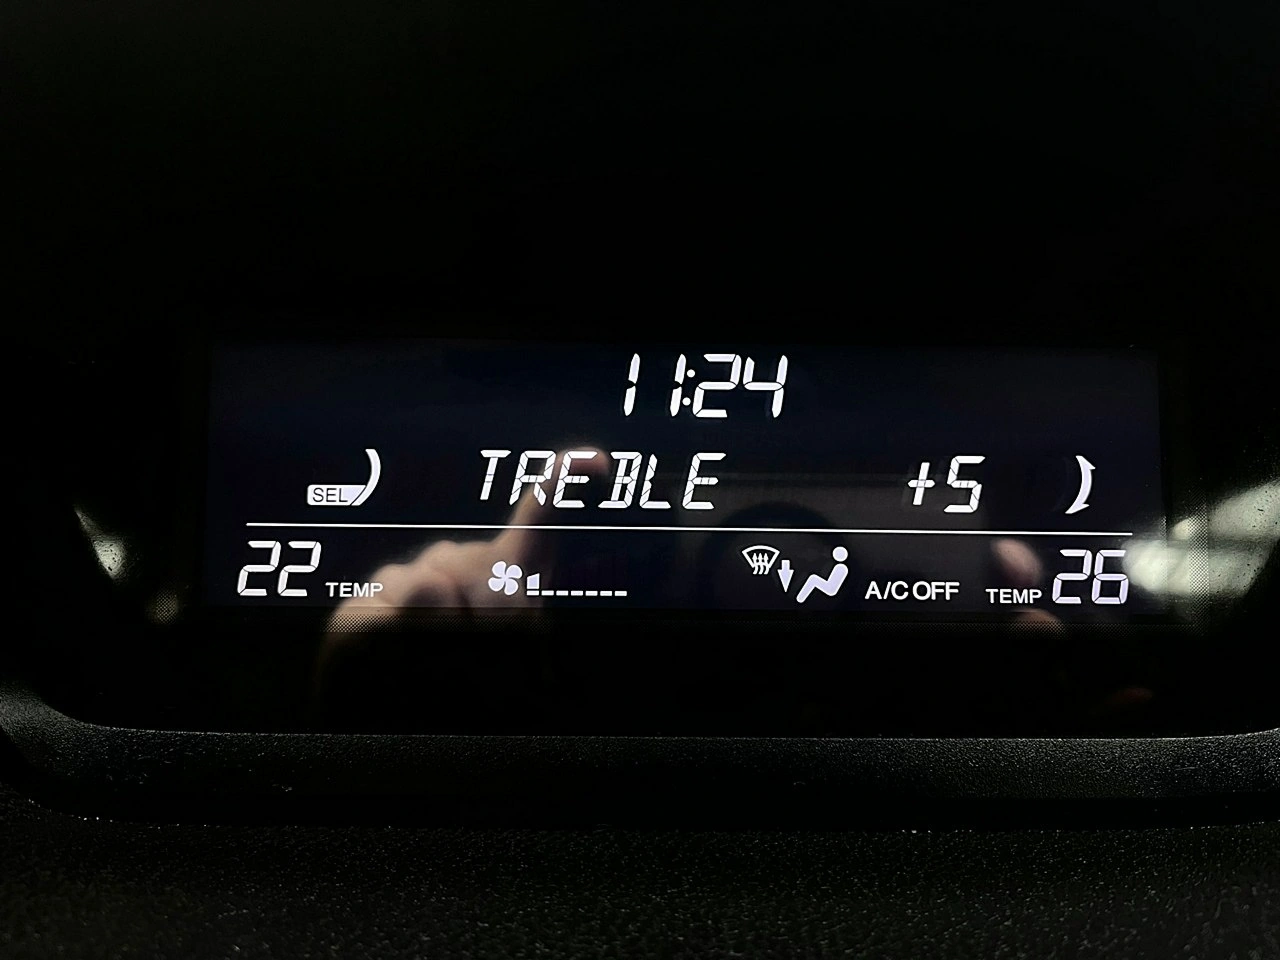 11:24
SEL TREBLE +5
22 TEMP A/C OFF TEMP 26